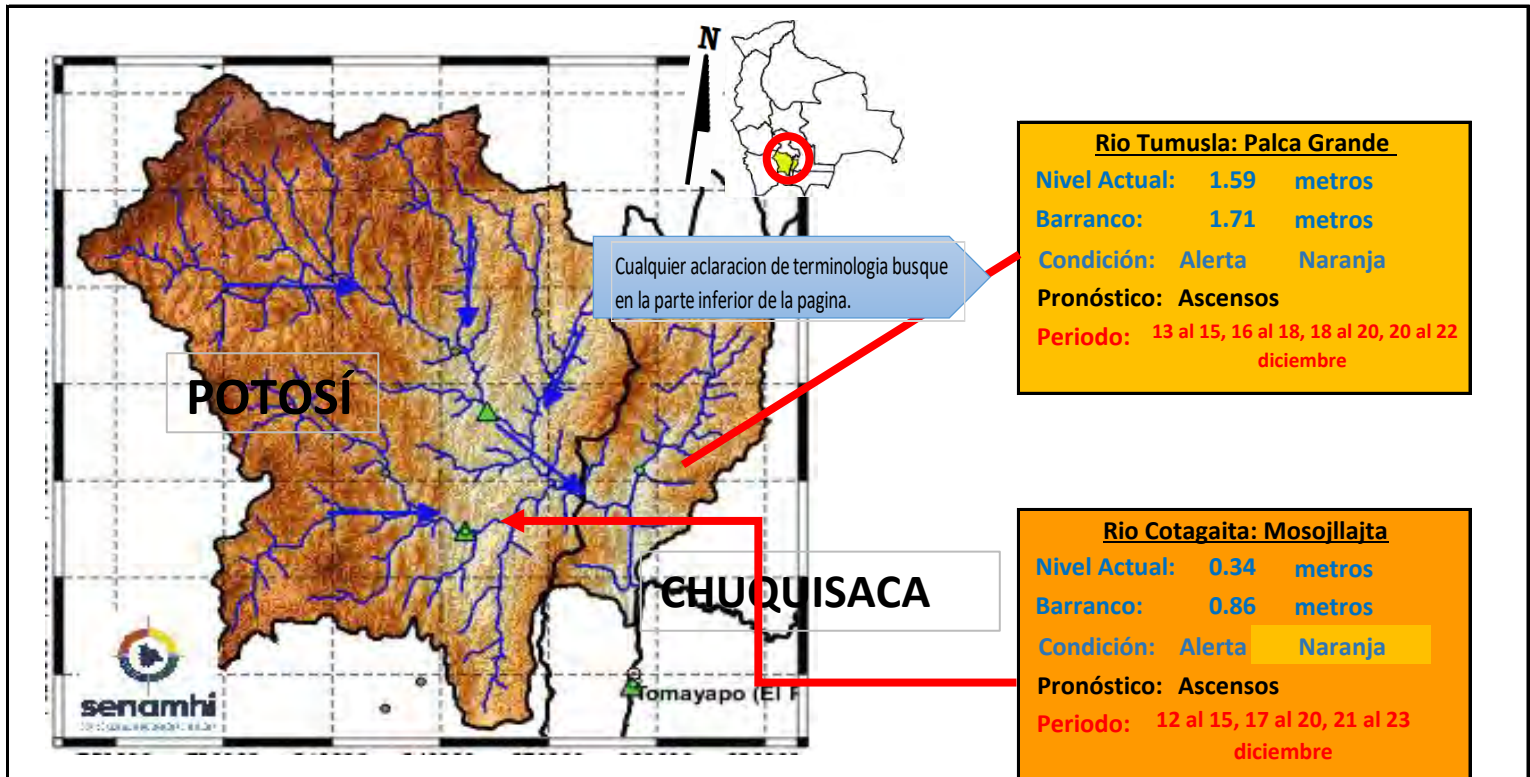 N
Cualquier aclaracion de terminologia busque
en la parte inferior de la pagina.
POTOSÍ
CHUQUISACA
senamhi
Tomayapo (El
Rio Tumusla: Palca Grande
Nivel Actual: 1.59 metros
Barranco: 1.71 metros
Condición: Alerta Naranja
Pronóstico: Ascensos
Periodo: 13 al 15, 16 al 18, 18 al 20, 20 al 22
diciembre
Rio Cotagaita: Mosojllajta
Nivel Actual: 0.34 metros
Barranco: 0.86 metros
Condición: Alerta Naranja
Pronóstico: Ascensos
Periodo: 12 al 15, 17 al 20, 21 al 23
diciembre